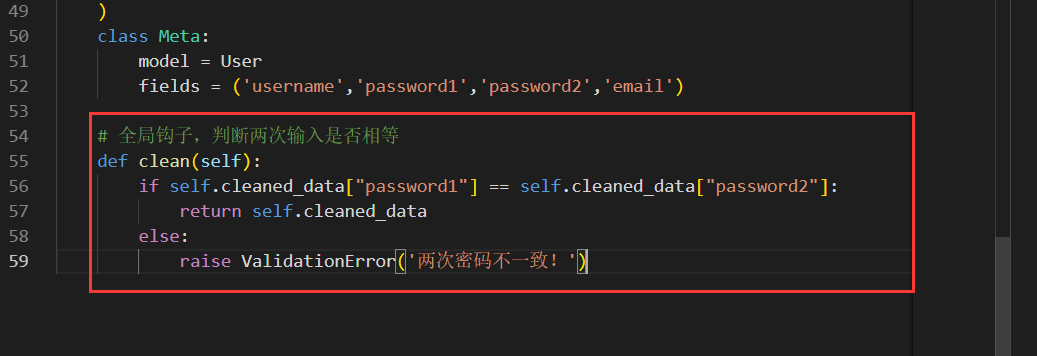 49 )
50 class Meta:
51 model = User
52 fields = ('username','password1','password2','email')
53
54 # 全局钩子，判断两次输入是否相等
55 def clean(self):
56 if self.cleaned_data["password1"] == self.cleaned_data["password2"]:
57 return self.cleaned_data
58 else:
59 raise ValidationError('两次密码不一致！')